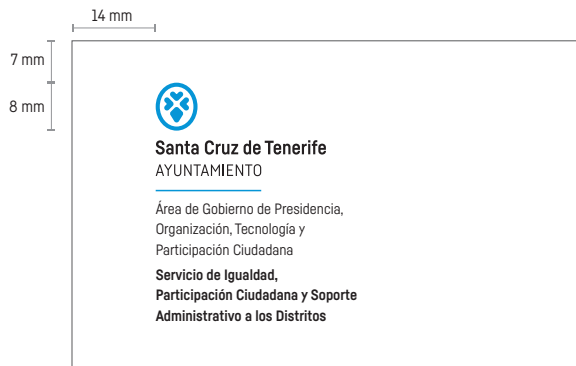 14 mm
7 mm
8 mm
Santa Cruz de Tenerife
AYUNTAMIENTO
Área de Gobierno de Presidencia,
Organización, Tecnología y
Participación Ciudadana
Servicio de Igualdad,
Participación Ciudadana y Soporte
Administrativo a los Distritos